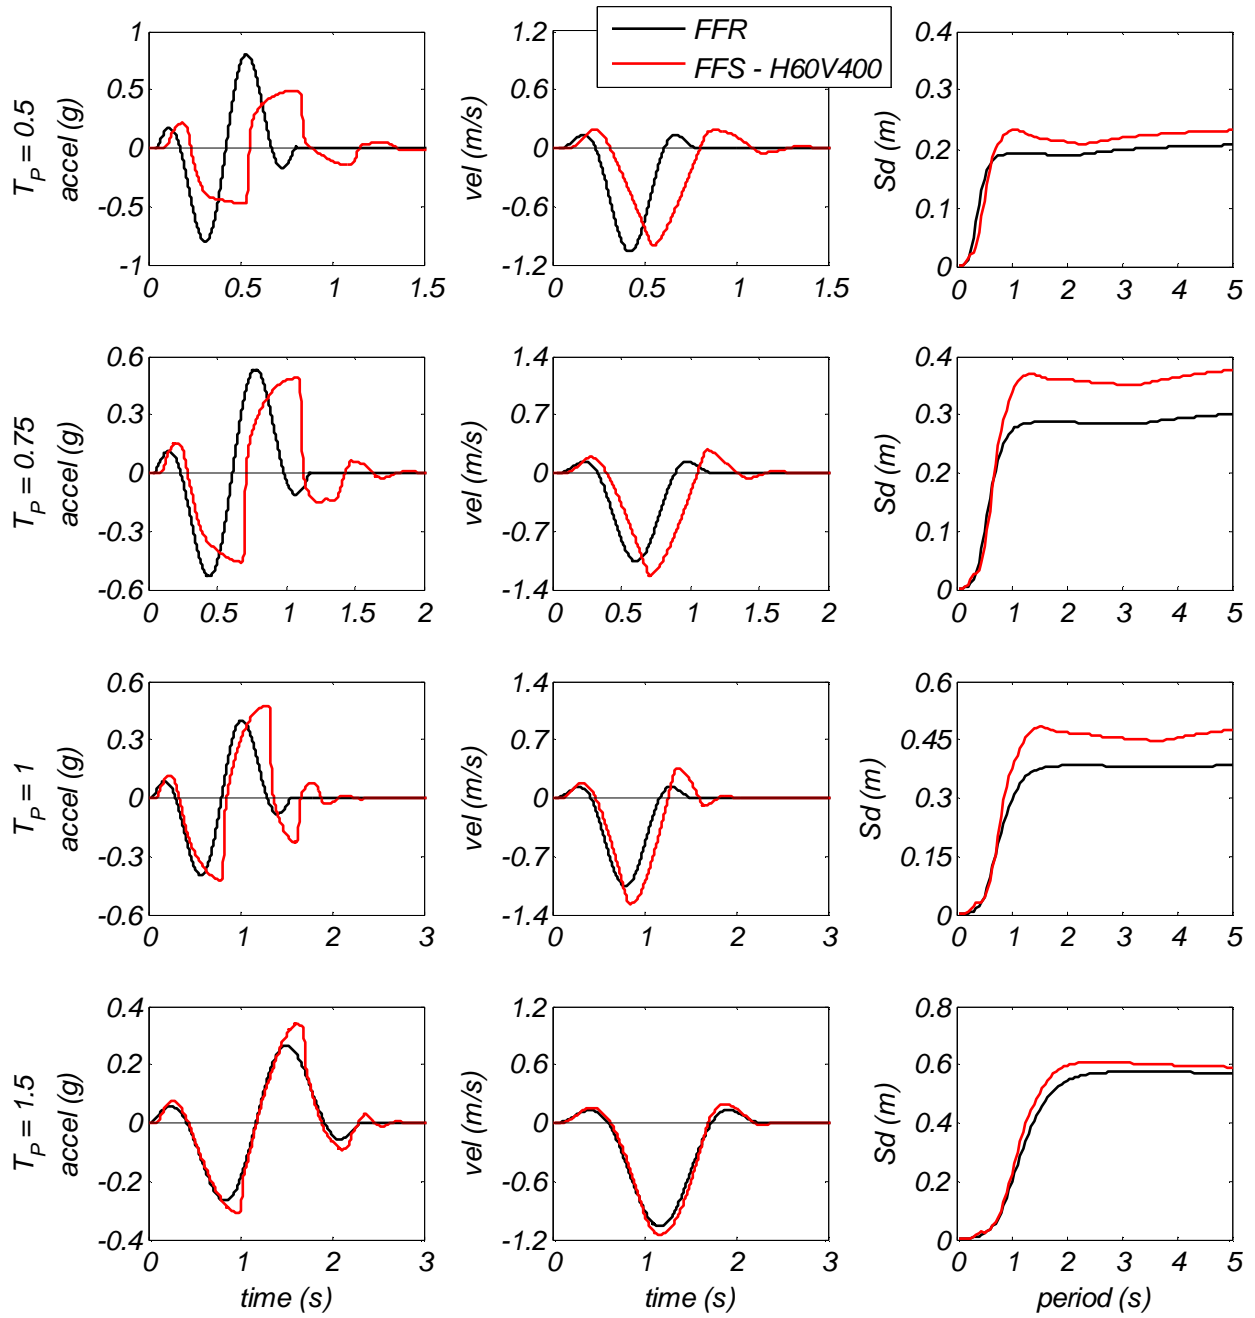 FFR
FFS - H60V400
T_P = 0.5
accel (g)
1
0.5
0
-0.5
-1
0 0.5 1 1.5
vel (m/s)
1.2
0.6
0
-0.6
-1.2
0 0.5 1 1.5
Sd (m)
0.4
0.3
0.2
0.1
0
0 1 2 3 4 5
T_P = 0.75
accel (g)
0.6
0.3
0
-0.3
-0.6
0 0.5 1 1.5 2
vel (m/s)
1.4
0.7
0
-0.7
-1.4
0 0.5 1 1.5 2
Sd (m)
0.4
0.3
0.2
0.1
0
0 1 2 3 4 5
T_P = 1
accel (g)
0.6
0.3
0
-0.3
-0.6
0 1 2 3
vel (m/s)
1.4
0.7
0
-0.7
-1.4
0 1 2 3
Sd (m)
0.6
0.45
0.3
0.15
0
0 1 2 3 4 5
T_P = 1.5
accel (g)
0.4
0.2
0
-0.2
-0.4
0 1 2 3
time (s)
vel (m/s)
1.2
0.6
0
-0.6
-1.2
0 1 2 3
time (s)
Sd (m)
0.8
0.6
0.4
0.2
0
0 1 2 3 4 5
period (s)